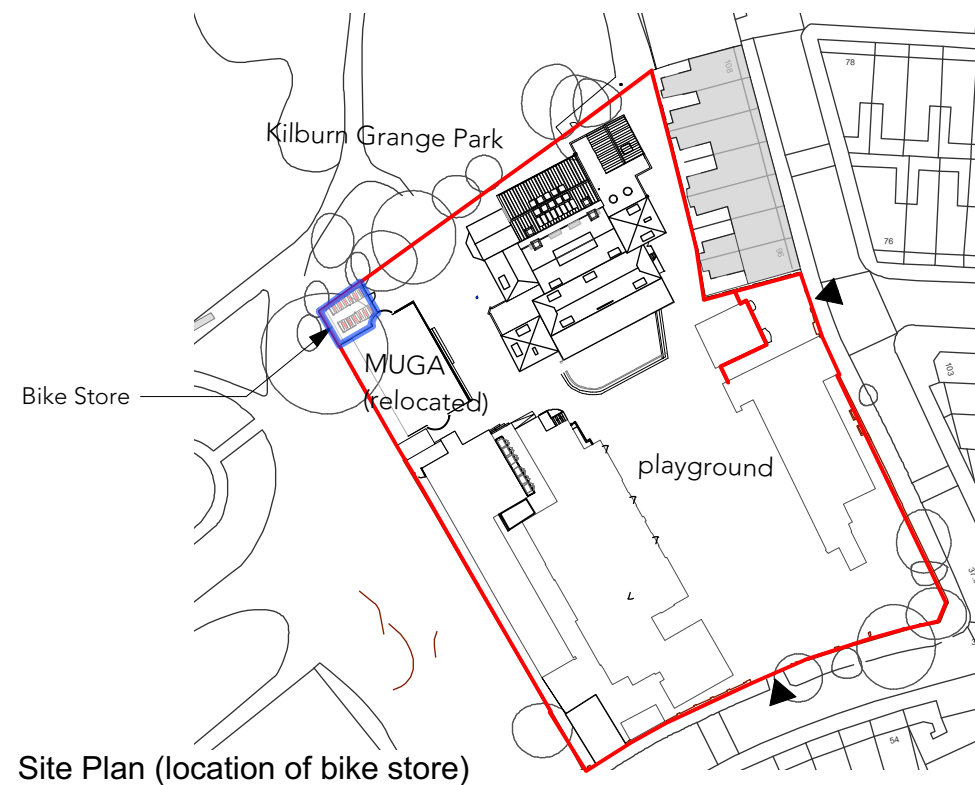 108
78
Kilburn Grange Park
76
96
MUGA
(relocated)
103
Bike Store
playground
54
Site Plan (location of bike store)